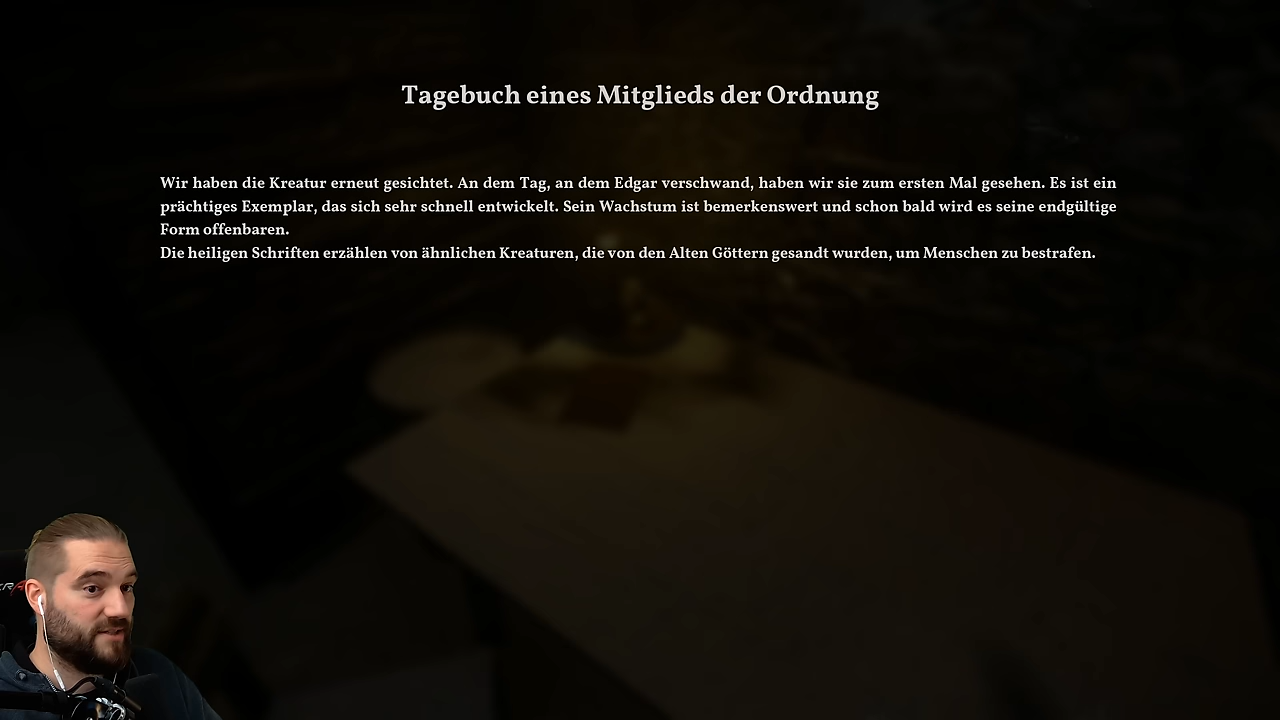 Tagebuch eines Mitglieds der Ordnung
Wir haben die Kreatur erneut gesichtet. An dem Tag, an dem Edgar verschwand, haben wir sie zum ersten Mal gesehen. Es ist ein
prächtiges Exemplar, das sich sehr schnell entwickelt. Sein Wachstum ist bemerkenswert und schon bald wird es seine endgültige
Form offenbaren.
Die heiligen Schriften erzählen von ähnlichen Kreaturen, die von den Alten Göttern gesandt wurden, um Menschen zu bestrafen.